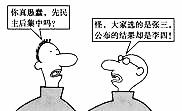 你真愚蠢，先民
主后集中吗？
怪，大家选的是张三，
公布的结果却是李四！